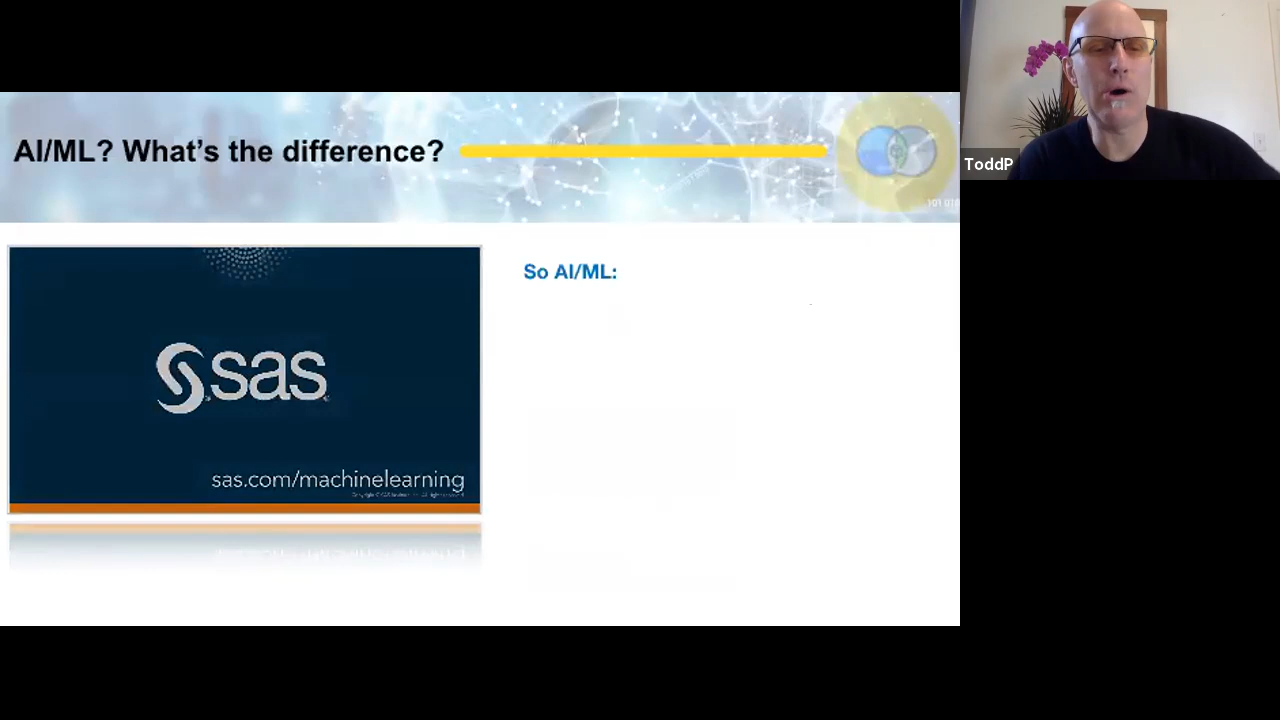 AI/ML? What's the difference?
ToddP
So AI/ML:
sas
sas.com/machinelearning